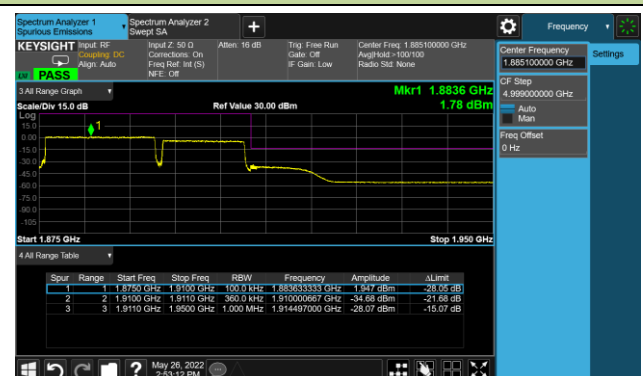 Spectrum Analyzer 1
Spurious Emissions
Spectrum Analyzer 2
Swept SA
Frequency
KEYSIGHT
Input: RF
Coupling: DC
Align: Auto
Input Z: 50 Ω
Corrections: On
Freq Ref: Int (S)
NFE: Off
Atten: 16 dB
Trig: Free Run
Gate: Off
IF Gain: Low
Center Freq: 1.885100000 GHz
Avg|Hold:>100/100
Radio Std: None
PASS
Center Frequency
1.885100000 GHz
Settings
CF Step
4.999000000 GHz
Auto
Man
Freq Offset
0 Hz
3 All Range Graph
Mkr1 1.8836 GHz
Scale/Div 15.0 dB
Ref Value 30.00 dBm
1.78 dBm
Log
15.0
0.00
-15.0
-30.0
-45.0
-60.0
-75.0
-90.0
-105
1
Start 1.875 GHz
Stop 1.950 GHz
4 All Range Table
Spur Range Start Freq Stop Freq RBW Frequency Amplitude ΔLimit
1 1 1.8750 GHz 1.9100 GHz 100.0 kHz 1.883633333 GHz 1.947 dBm -28.05 dB
2 2 1.9100 GHz 1.9110 GHz 360.0 kHz 1.910000667 GHz -34.68 dBm -21.68 dB
3 3 1.9110 GHz 1.9500 GHz 1.000 MHz 1.914497000 GHz -28.07 dBm -15.07 dB
May 26, 2022
2:53:12 PM